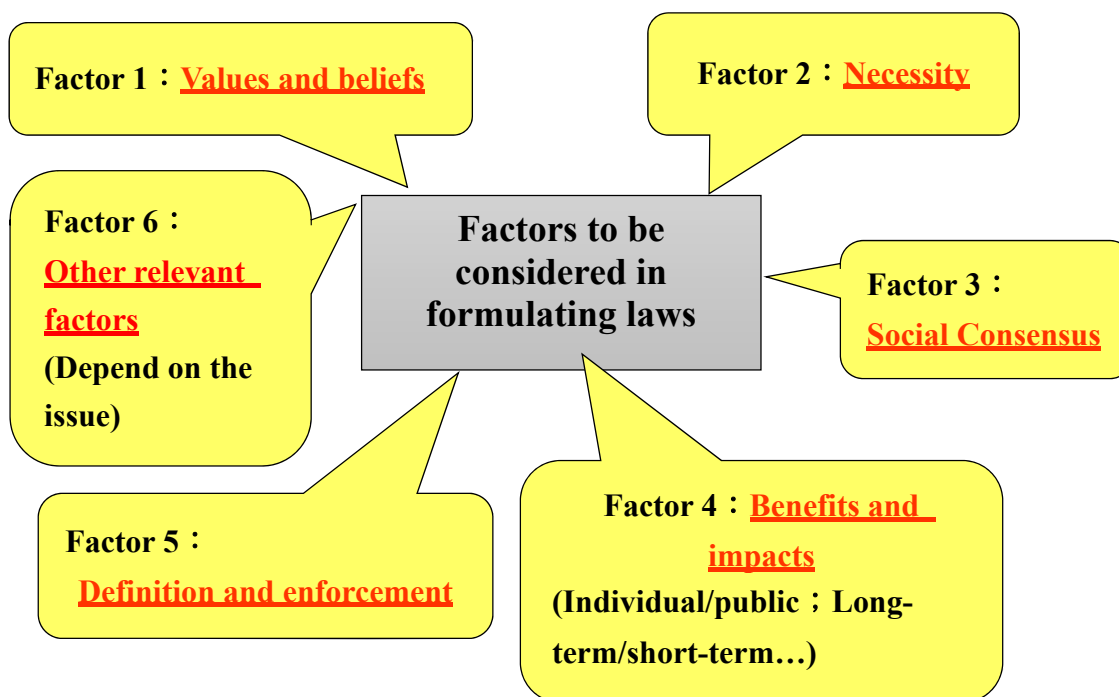 Factor 1：Values and beliefs
Factor 2：Necessity
Factor 6：
Other relevant
factors
(Depend on the
issue)
Factors to be
considered in
formulating laws
Factor 3：
Social Consensus
Factor 5：
Definition and enforcement
Factor 4：Benefits and
impacts
(Individual/public；Long-
term/short-term…)